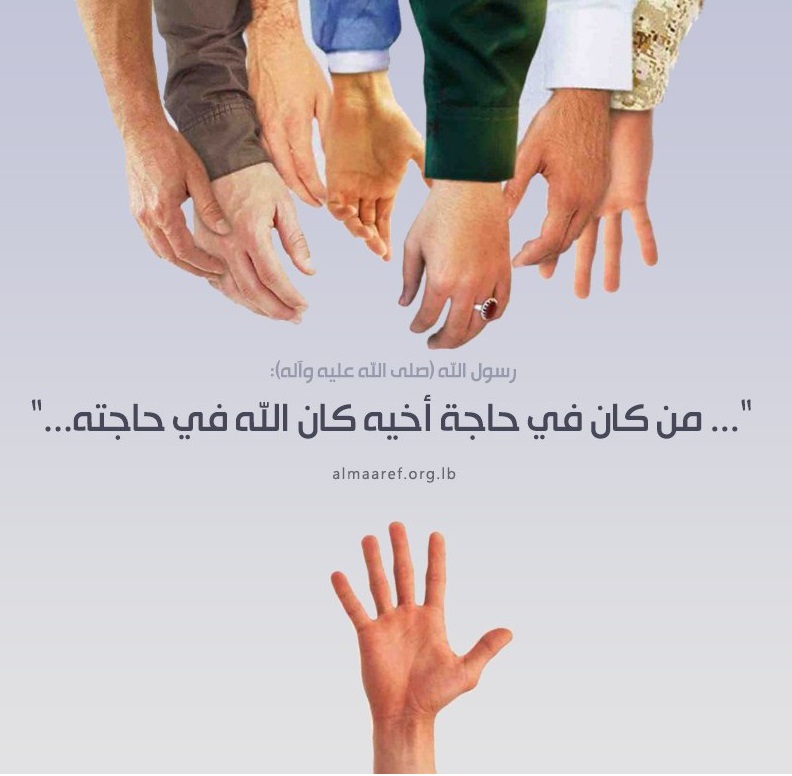 رسول الله (صلى الله عليه وآله):
"... من كان في حاجة أخيه كان الله في حاجته..."
almaaref.org.lb